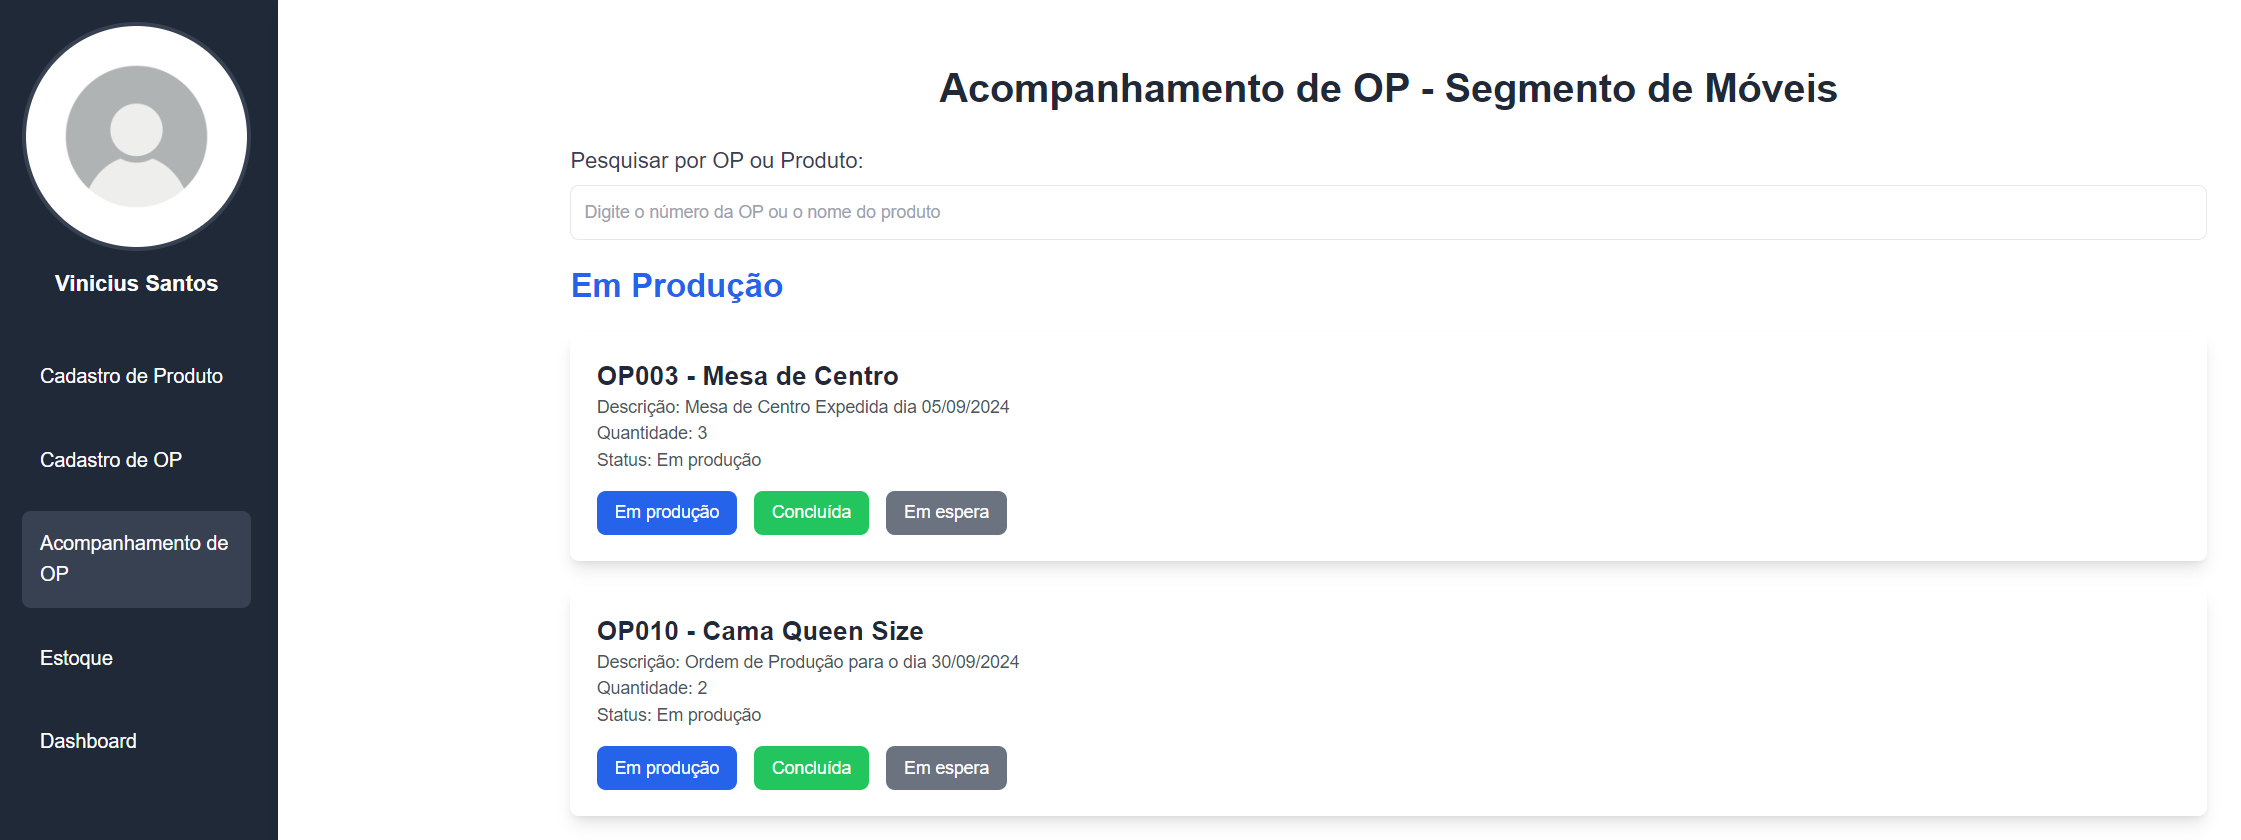 Vinicius Santos
Cadastro de Produto
Cadastro de OP
Acompanhamento de
OP
Estoque
Dashboard
Acompanhamento de OP - Segmento de Móveis
Pesquisar por OP ou Produto:
Digite o número da OP ou o nome do produto
Em Produção
OP003 - Mesa de Centro
Descrição: Mesa de Centro Expedida dia 05/09/2024
Quantidade: 3
Status: Em produção
Em produção Concluída Em espera
OP010 - Cama Queen Size
Descrição: Ordem de Produção para o dia 30/09/2024
Quantidade: 2
Status: Em produção
Em produção Concluída Em espera